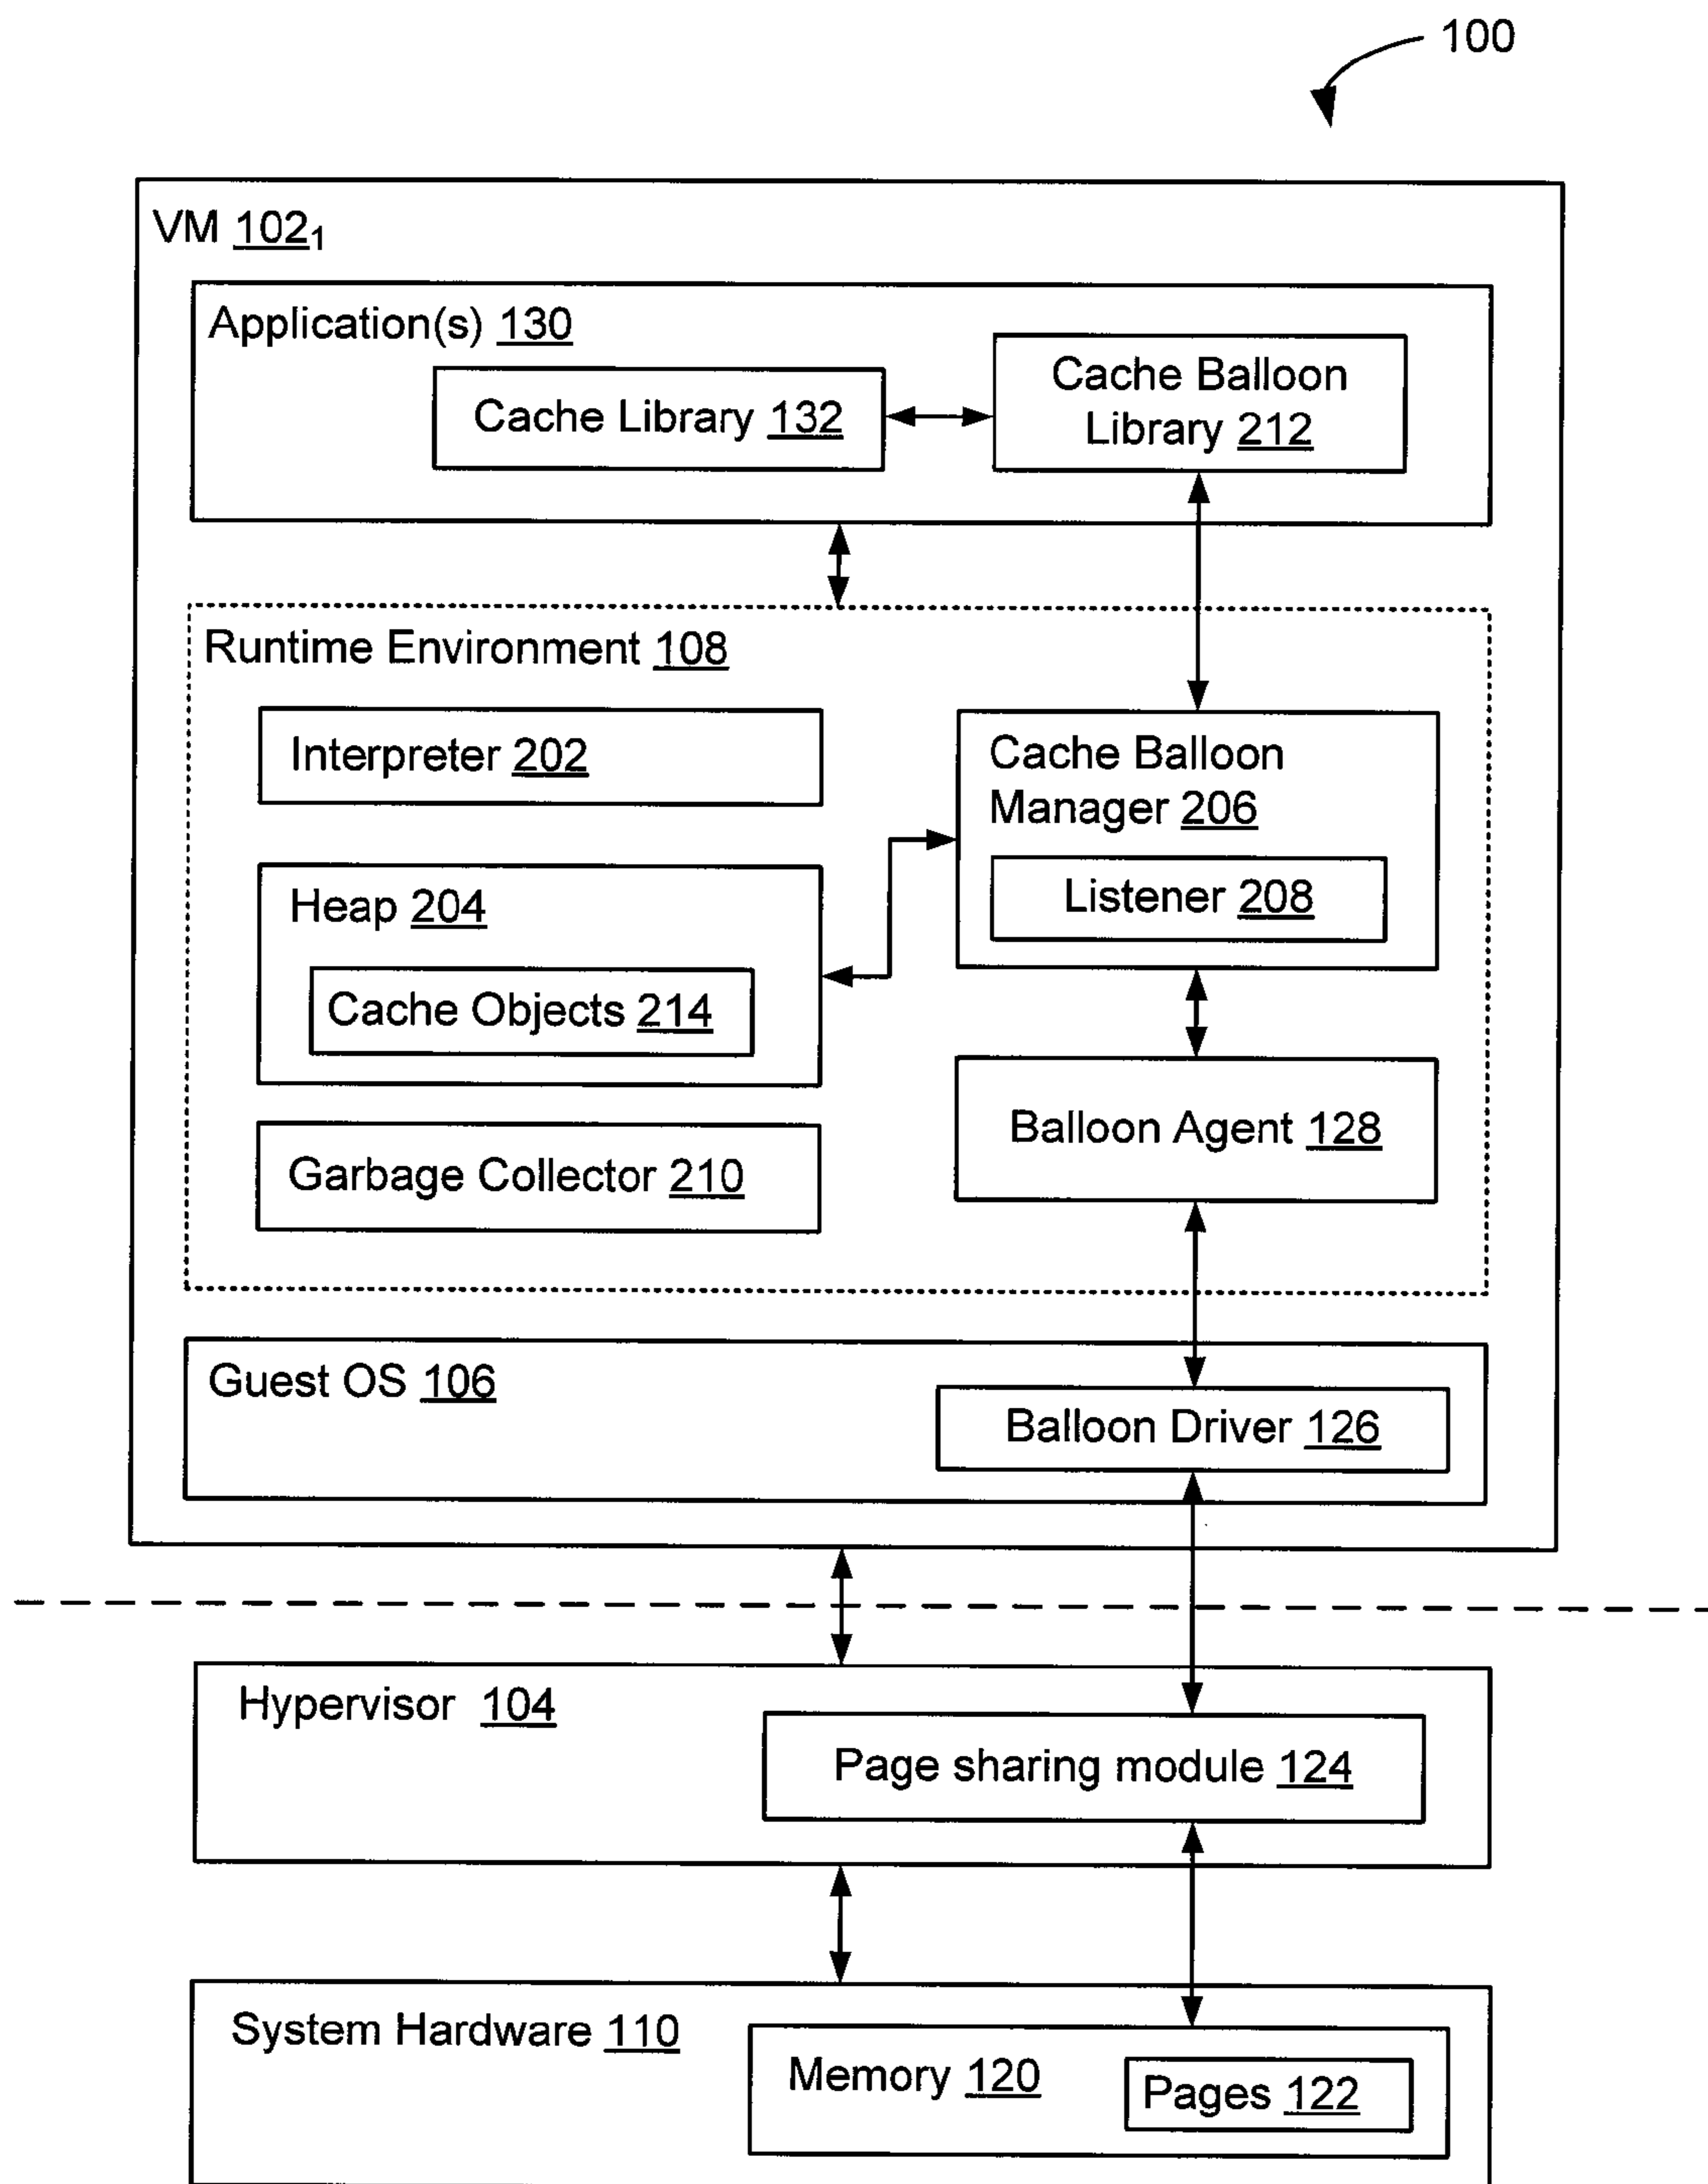 100
VM 102₁
Application(s) 130
Cache Library 132
Cache Balloon
Library 212
Runtime Environment 108
Interpreter 202
Cache Balloon
Manager 206
Listener 208
Heap 204
Cache Objects 214
Balloon Agent 128
Garbage Collector 210
Guest OS 106
Balloon Driver 126
Hypervisor 104
Page sharing module 124
System Hardware 110
Memory 120
Pages 122